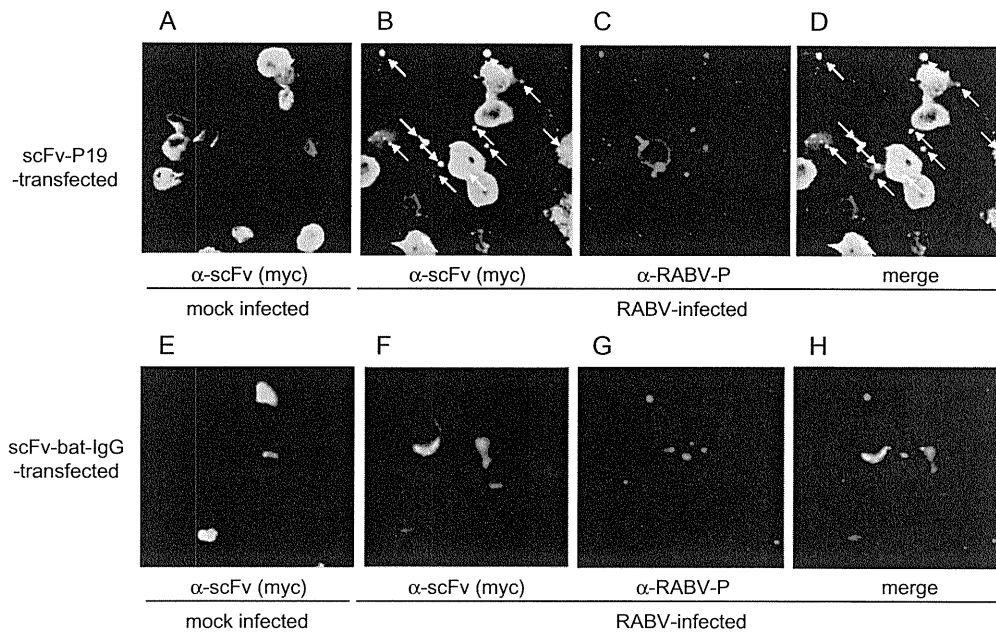 A B C D
scFv-P19
-transfected
α-scFv (myc) α-scFv (myc) α-RABV-P merge
mock infected RABV-infected
E F G H
scFv-bat-IgG
-transfected
α-scFv (myc) α-scFv (myc) α-RABV-P merge
mock infected RABV-infected